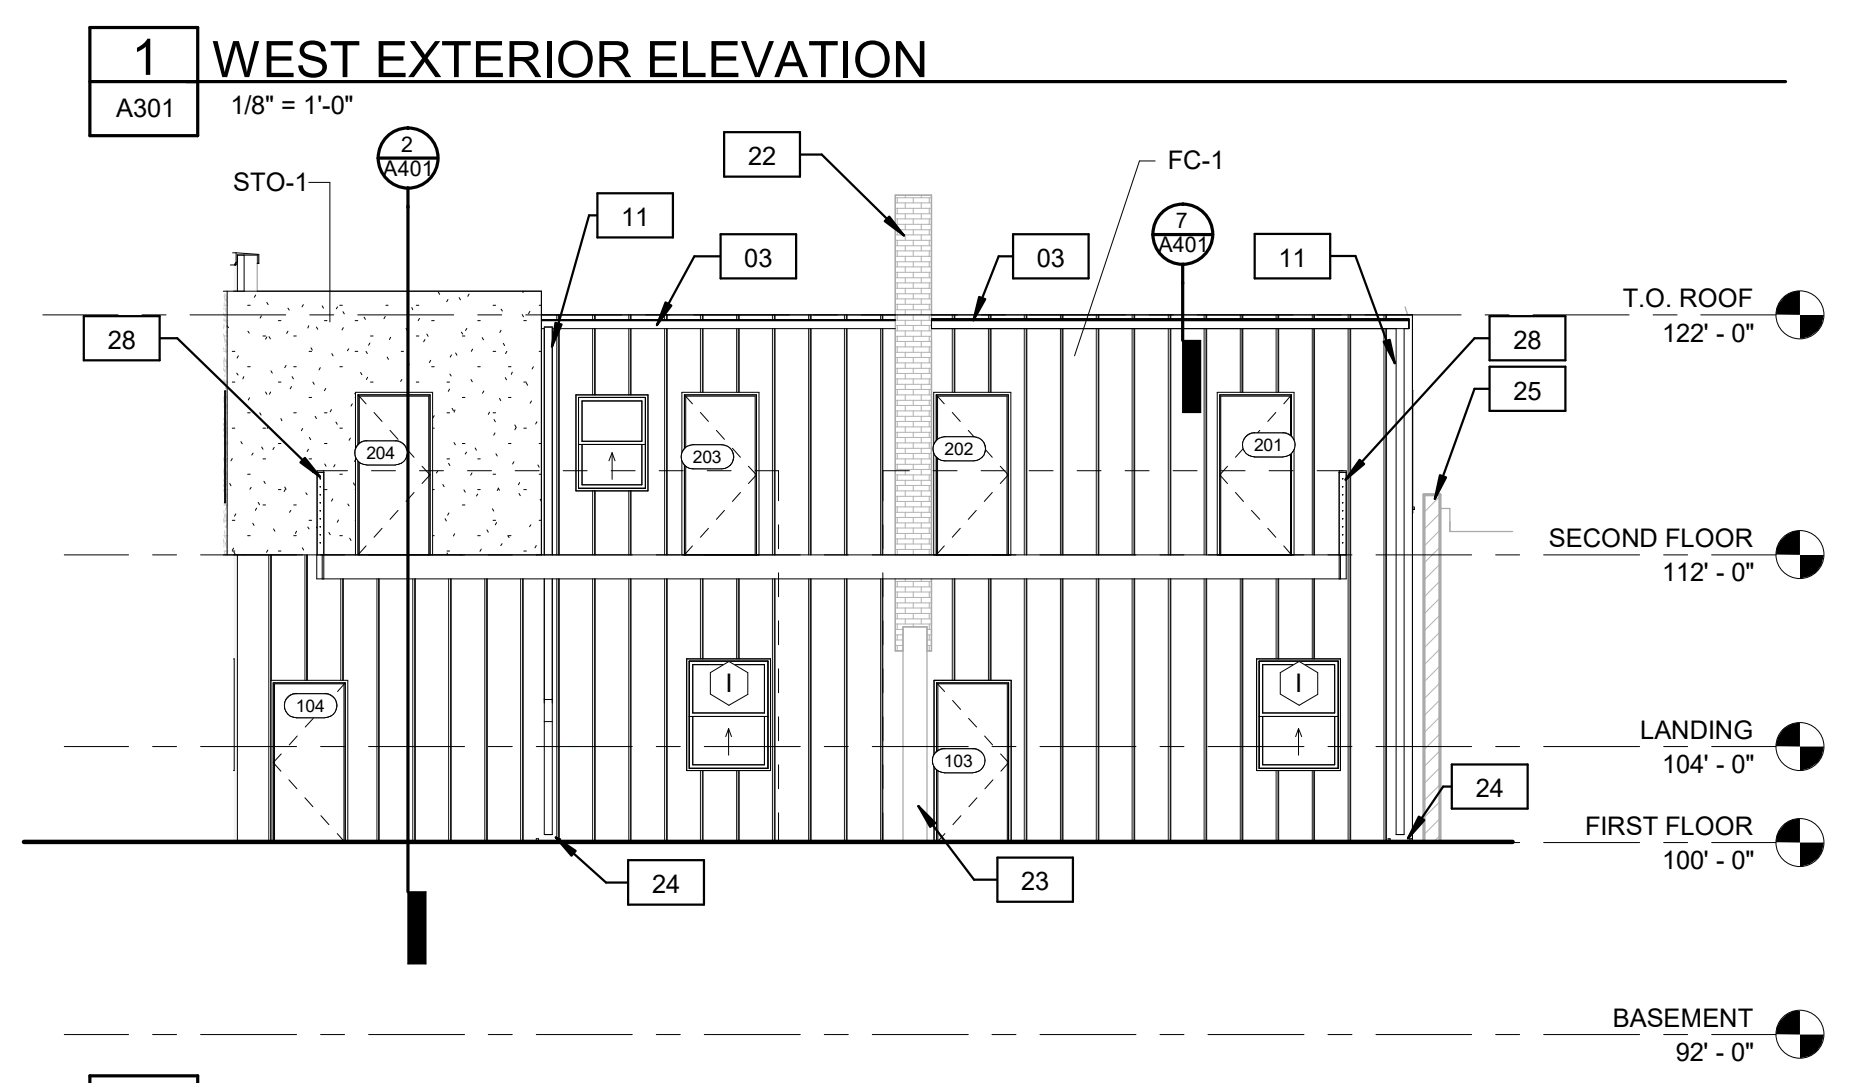 1
WEST EXTERIOR ELEVATION
A301
1/8" = 1'-0"
2
A401
22
FC-1
STO-1
11
7
A401
03
03
11
T.O. ROOF
122' - 0"
28
28
25
204
203
202
201
SECOND FLOOR
112' - 0"
I
I
104
LANDING
104' - 0"
103
24
FIRST FLOOR
100' - 0"
24
23
BASEMENT
92' - 0"